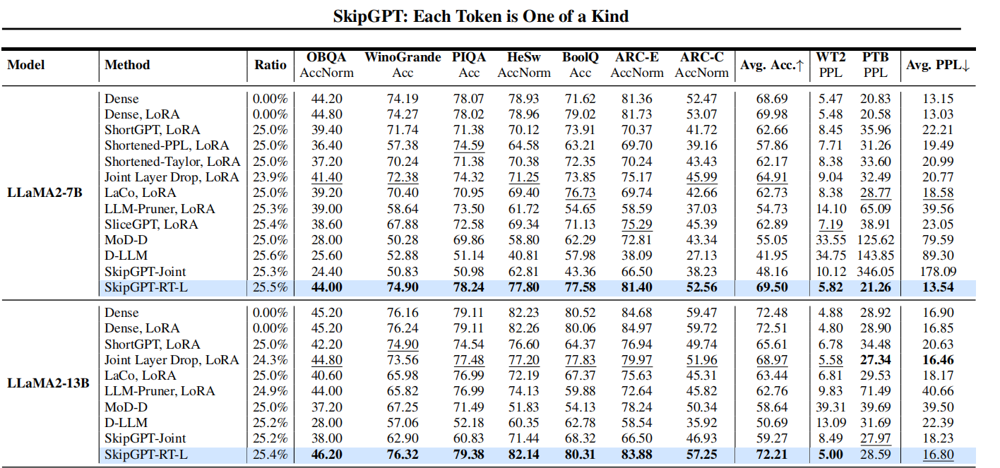 SkipGPT: Each Token is One of a Kind
Model Method Ratio OBQA WinoGrande PIQA HeSw BoolQ ARC-E ARC-C Avg. Acc.↑ WT2 PTB Avg. PPL↓
AccNorm Acc Acc AccNorm Acc AccNorm AccNorm PPL PPL
LLaMA2-7B
Dense 0.00% 44.20 74.19 78.07 78.93 71.62 81.36 52.47 68.69 5.47 20.83 13.15
Dense, LoRA 0.00% 44.80 74.27 78.02 78.96 79.02 81.73 53.07 69.98 5.48 20.58 13.03
ShortGPT, LoRA 25.0% 39.40 71.74 71.38 70.12 73.91 70.37 41.72 62.66 8.45 35.96 22.21
Shortened-PPL, LoRA 25.0% 36.40 57.38 74.59 64.58 63.21 69.70 39.16 57.86 7.71 31.26 19.49
Shortened-Taylor, LoRA 25.0% 37.20 70.24 71.38 70.38 72.35 70.24 43.43 62.17 8.38 33.60 20.99
Joint Layer Drop, LoRA 23.9% 41.40 72.38 74.32 71.25 73.85 75.17 45.99 64.91 9.04 32.49 20.77
LaCo, LoRA 25.0% 39.20 70.40 70.95 69.40 76.73 69.74 42.66 62.73 8.38 28.77 18.58
LLM-Pruner, LoRA 25.3% 39.00 58.64 73.50 61.72 54.65 58.59 37.03 54.73 14.10 65.09 39.56
SliceGPT, LoRA 25.4% 38.60 67.88 72.58 69.34 71.13 75.29 45.39 62.89 7.19 38.91 23.05
MoD-D 25.0% 28.00 50.28 69.86 58.80 62.29 72.81 43.34 55.05 33.55 125.62 79.59
D-LLM 25.6% 25.60 52.88 51.14 40.81 57.98 38.09 27.13 41.95 34.75 143.85 89.30
SkipGPT-Joint 25.3% 24.40 50.83 50.98 62.81 43.36 66.50 38.23 48.16 10.12 346.05 178.09
SkipGPT-RT-L 25.5% 44.00 74.90 78.24 77.80 77.58 81.40 52.56 69.50 5.82 21.26 13.54
LLaMA2-13B
Dense 0.00% 45.20 76.16 79.11 82.23 80.52 84.68 59.47 72.48 4.88 28.92 16.90
Dense, LoRA 0.00% 45.20 76.24 79.11 82.26 80.06 84.97 59.72 72.51 4.80 28.90 16.85
ShortGPT, LoRA 25.0% 42.20 74.90 74.54 76.60 64.37 76.94 49.74 65.61 6.78 34.48 20.63
Joint Layer Drop, LoRA 24.3% 44.80 73.56 77.48 77.20 77.83 79.97 51.96 68.97 5.58 27.34 16.46
LaCo, LoRA 25.0% 40.60 65.98 76.99 72.19 67.37 75.63 45.31 63.44 6.81 29.53 18.17
LLM-Pruner, LoRA 24.9% 44.00 65.82 76.99 74.13 59.88 72.64 45.82 62.76 9.83 71.49 40.66
MoD-D 25.0% 37.20 67.25 71.49 51.83 54.13 78.24 50.34 58.64 39.31 39.69 39.50
D-LLM 25.2% 28.00 57.06 52.18 60.35 62.78 58.54 35.92 50.69 13.09 31.69 22.39
SkipGPT-Joint 25.2% 38.00 62.90 60.83 71.44 68.32 66.50 46.93 59.27 8.49 27.97 18.23
SkipGPT-RT-L 25.4% 46.20 76.32 79.38 82.14 80.31 83.88 57.25 72.21 5.00 28.59 16.80